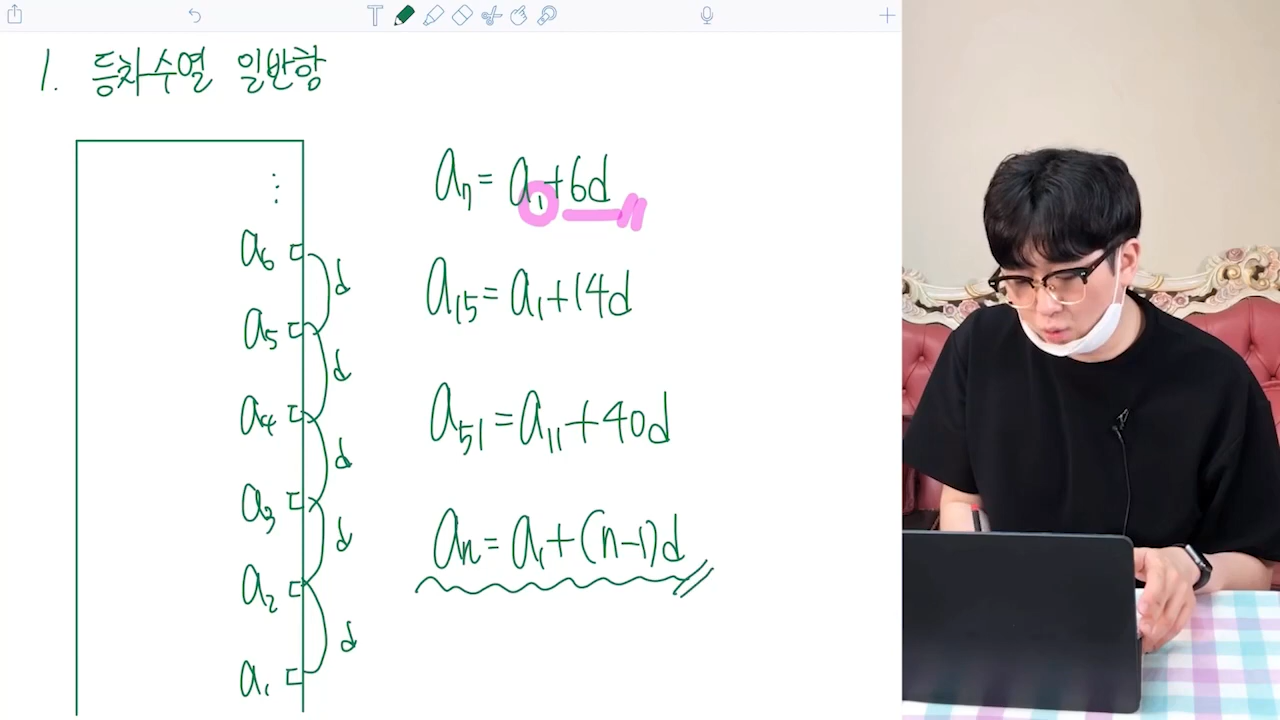 1. 등차수열 일반항
⋮
a₆
d
a₅
d
a₄
d
a₃
d
a₂
d
a₁
a₇ = a₁+6d
a₁₅ = a₁+14d
a₅₁ = a₁₁+40d
aₙ = a₁+(n-1)d